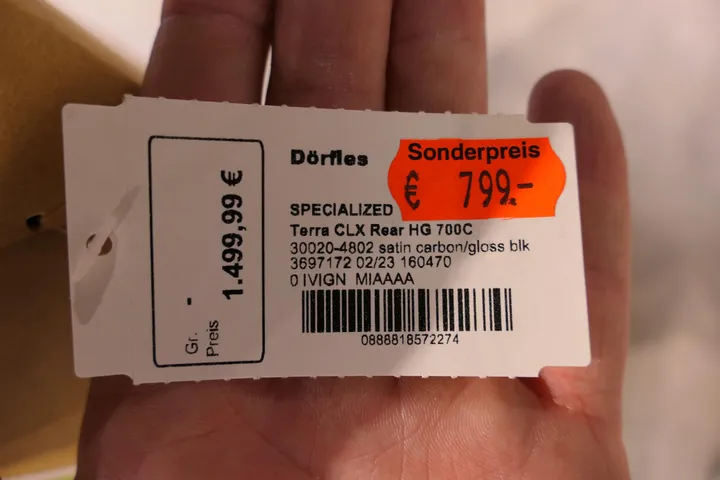 Gr. -
Preis 1.499,99 €
Dörfles
Sonderpreis
€ 799.-
SPECIALIZED
Terra CLX Rear HG 700C
30020-4802 satin carbon/gloss blk
3697172 02/23 160470
0 IVIGN MIAAAA
0888818572274